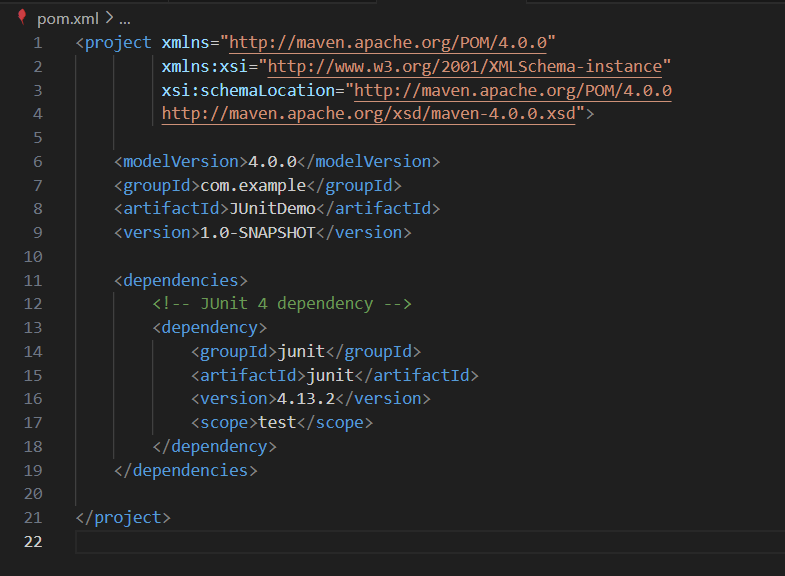 pom.xml > ...
1 <project xmlns="http://maven.apache.org/POM/4.0.0"
2 xmlns:xsi="http://www.w3.org/2001/XMLSchema-instance"
3 xsi:schemaLocation="http://maven.apache.org/POM/4.0.0
4 http://maven.apache.org/xsd/maven-4.0.0.xsd">
5
6 <modelVersion>4.0.0</modelVersion>
7 <groupId>com.example</groupId>
8 <artifactId>JUnitDemo</artifactId>
9 <version>1.0-SNAPSHOT</version>
10
11 <dependencies>
12 <!-- JUnit 4 dependency -->
13 <dependency>
14 <groupId>junit</groupId>
15 <artifactId>junit</artifactId>
16 <version>4.13.2</version>
17 <scope>test</scope>
18 </dependency>
19 </dependencies>
20
21 </project>
22